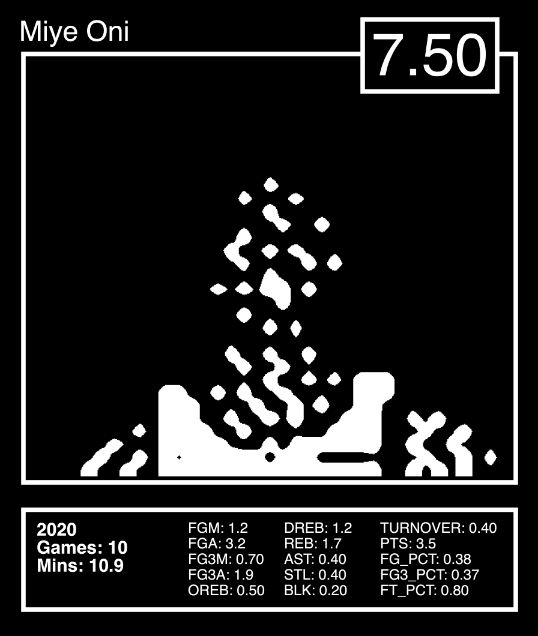 Miye Oni
7.50
2020
Games: 10
Mins: 10.9
FGM: 1.2
FGA: 3.2
FG3M: 0.70
FG3A: 1.9
OREB: 0.50
DREB: 1.2
REB: 1.7
AST: 0.40
STL: 0.40
BLK: 0.20
TURNOVER: 0.40
PTS: 3.5
FG_PCT: 0.38
FG3_PCT: 0.37
FT_PCT: 0.80